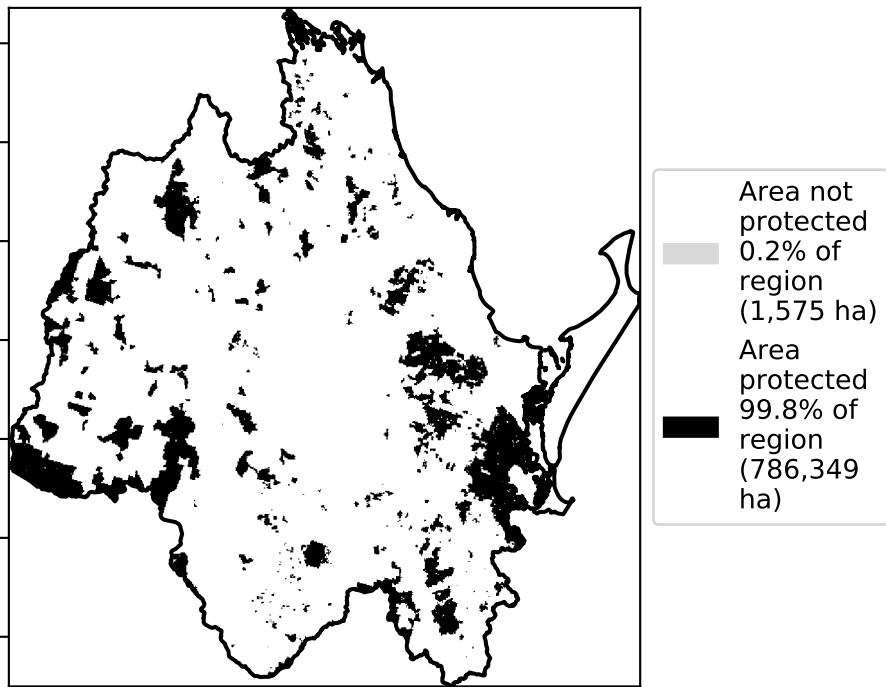 Area not
protected
0.2% of
region
(1,575 ha)
Area
protected
99.8% of
region
(786,349
ha)